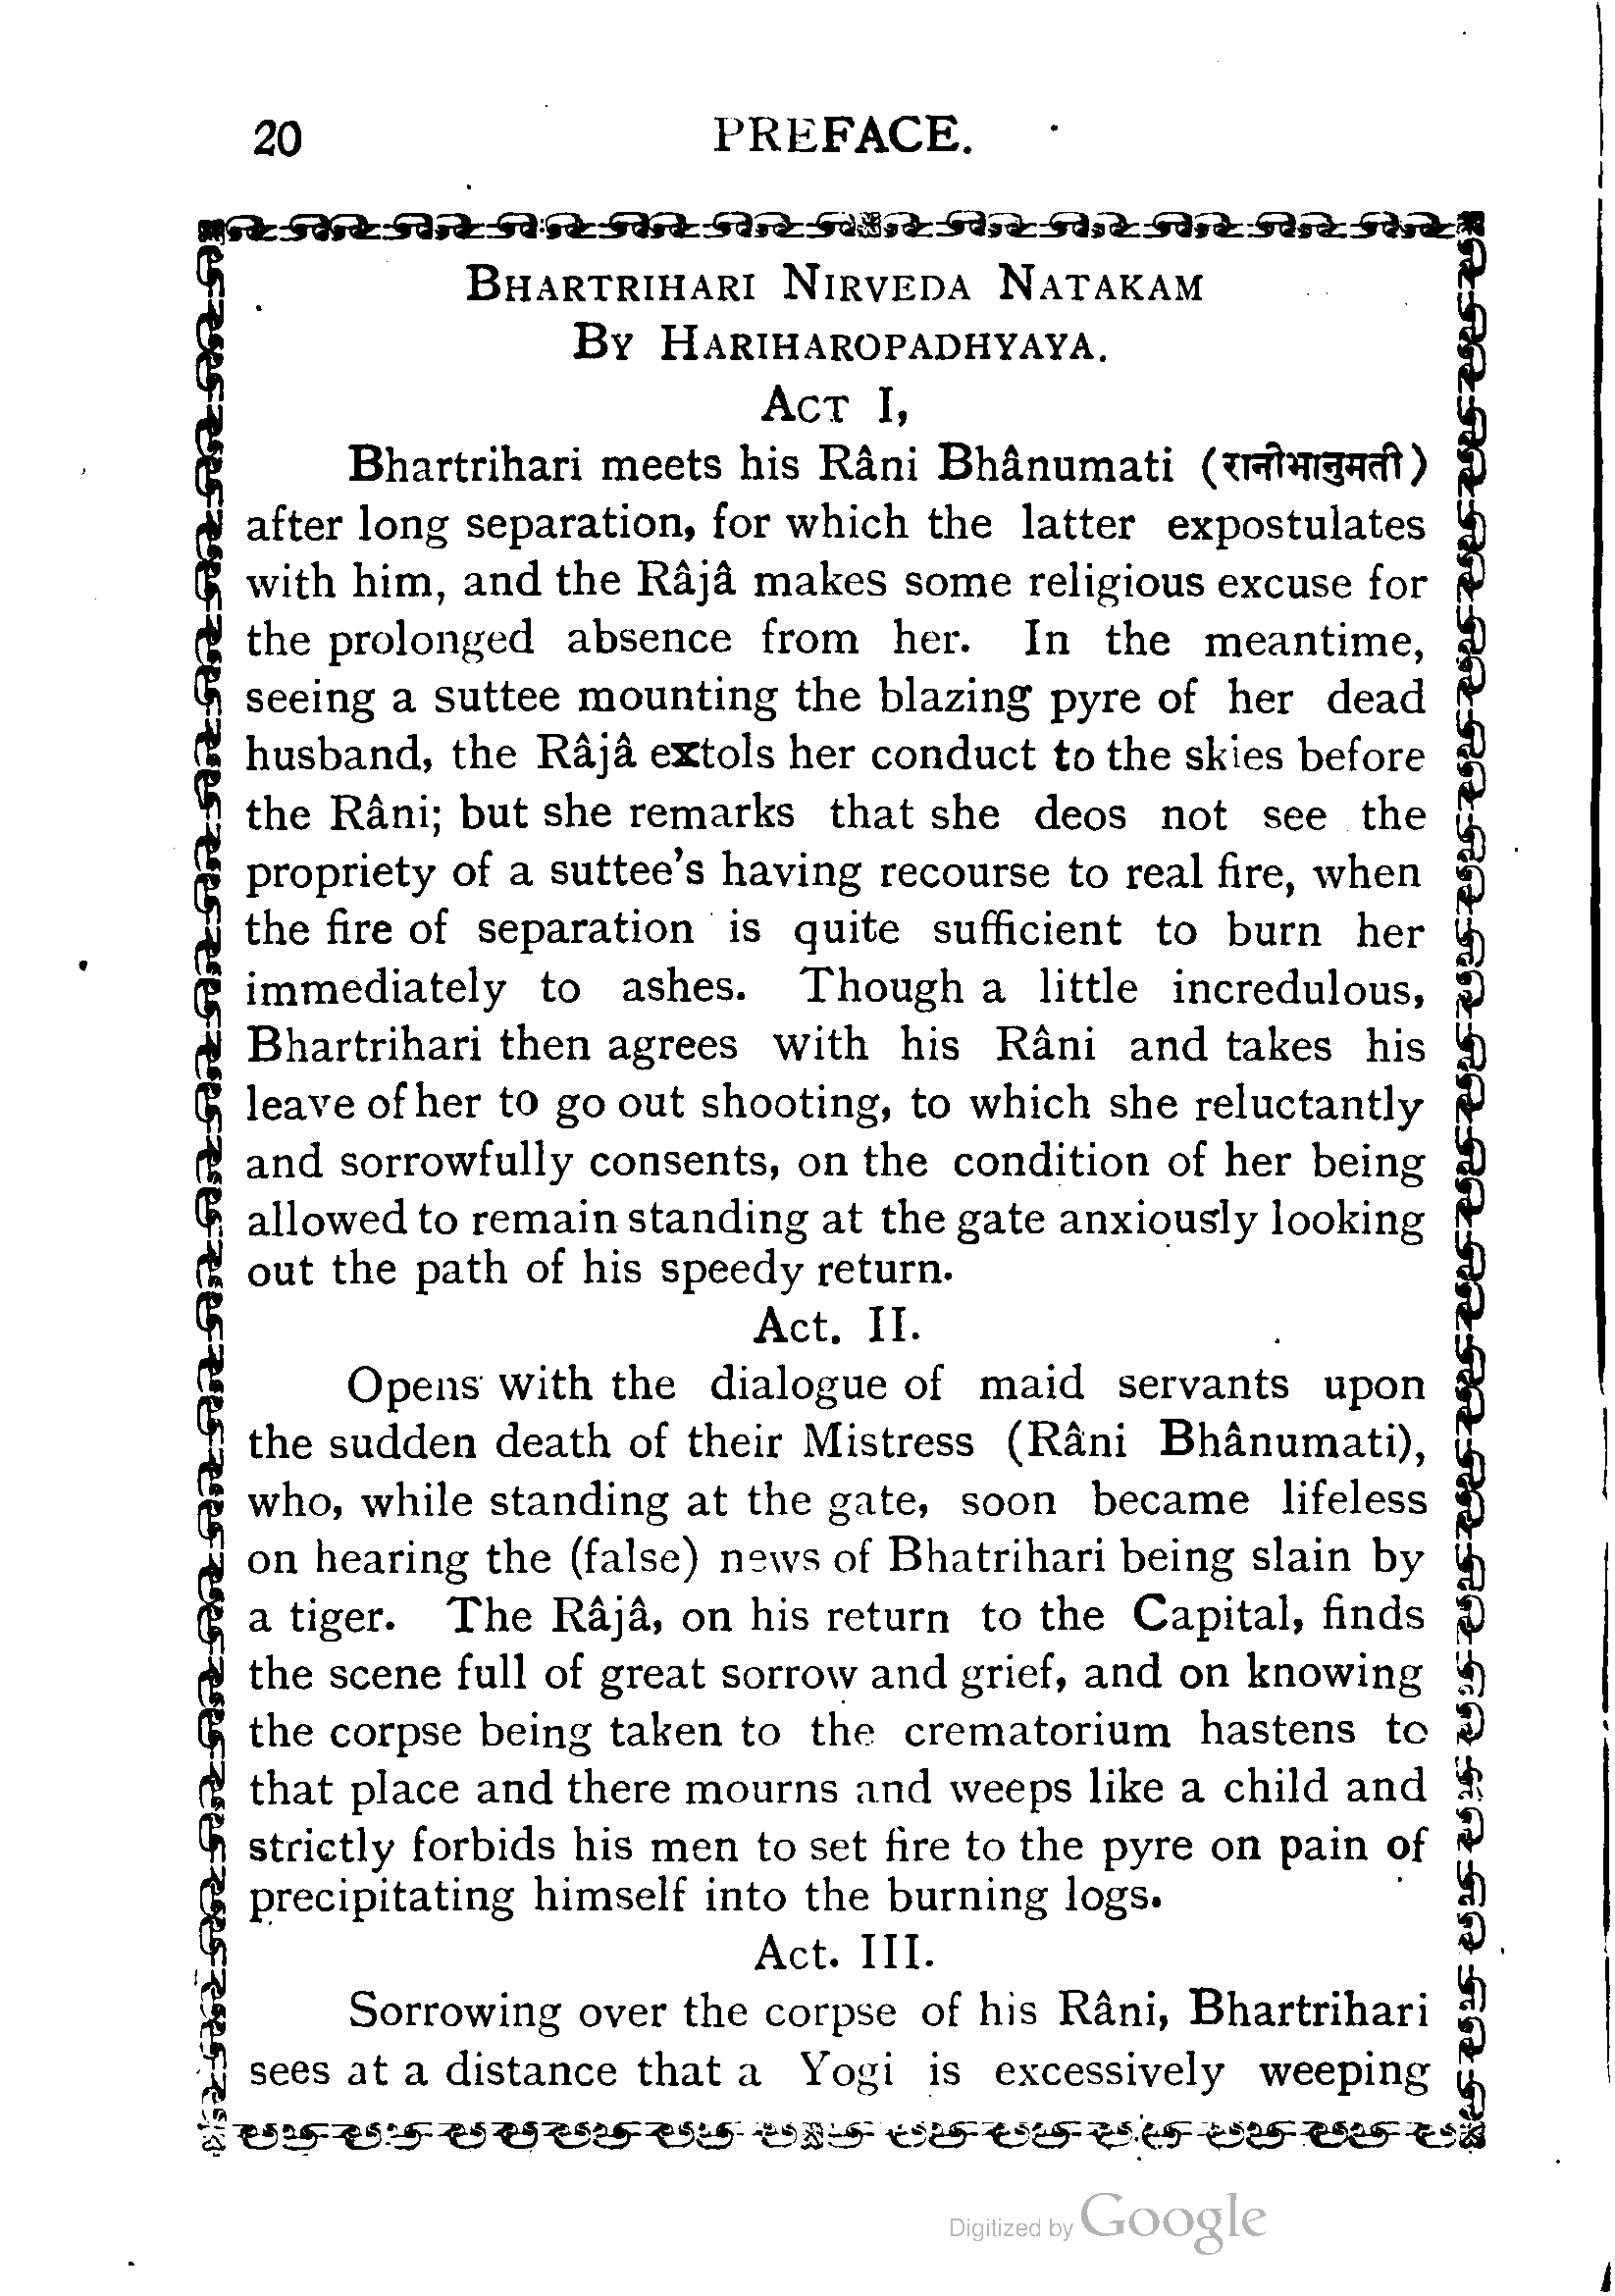 20 PREFACE.
BHARTRIHARI NIRVEDA NATAKAM
BY HARIHAROPADHYAYA.
ACT I,
Bhartrihari meets his Râni Bhânumati (रानीभानुमती)
after long separation, for which the latter expostulates
with him, and the Râjâ makes some religious excuse for
the prolonged absence from her. In the meantime,
seeing a suttee mounting the blazing pyre of her dead
husband, the Râjâ extols her conduct to the skies before
the Râni; but she remarks that she deos not see the
propriety of a suttee's having recourse to real fire, when
the fire of separation is quite sufficient to burn her
immediately to ashes. Though a little incredulous,
Bhartrihari then agrees with his Râni and takes his
leave of her to go out shooting, to which she reluctantly
and sorrowfully consents, on the condition of her being
allowed to remain standing at the gate anxiously looking
out the path of his speedy return.
Act. II.
Opens with the dialogue of maid servants upon
the sudden death of their Mistress (Râni Bhânumati),
who, while standing at the gate, soon became lifeless
on hearing the (false) news of Bhatrihari being slain by
a tiger. The Râjâ, on his return to the Capital, finds
the scene full of great sorrow and grief, and on knowing
the corpse being taken to the crematorium hastens to
that place and there mourns and weeps like a child and
strictly forbids his men to set fire to the pyre on pain of
precipitating himself into the burning logs.
Act. III.
Sorrowing over the corpse of his Râni, Bhartrihari
sees at a distance that a Yogi is excessively weeping
Digitized by Google